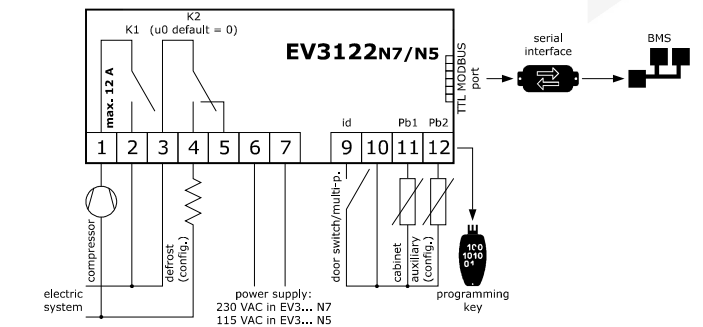 K2
K1 (u0 default = 0)
EV3122N7/N5
max. 12 A
TTL MODBUS
port
serial
interface
BMS
id
Pb1
Pb2
1 2 3 4 5 6 7 9 10 11 12
compressor
defrost
(config.)
door switch/multi-p.
cabinet
auxiliary
(config.)
100
1010
01
electric
system
power supply:
230 VAC in EV3... N7
115 VAC in EV3... N5
programming
key